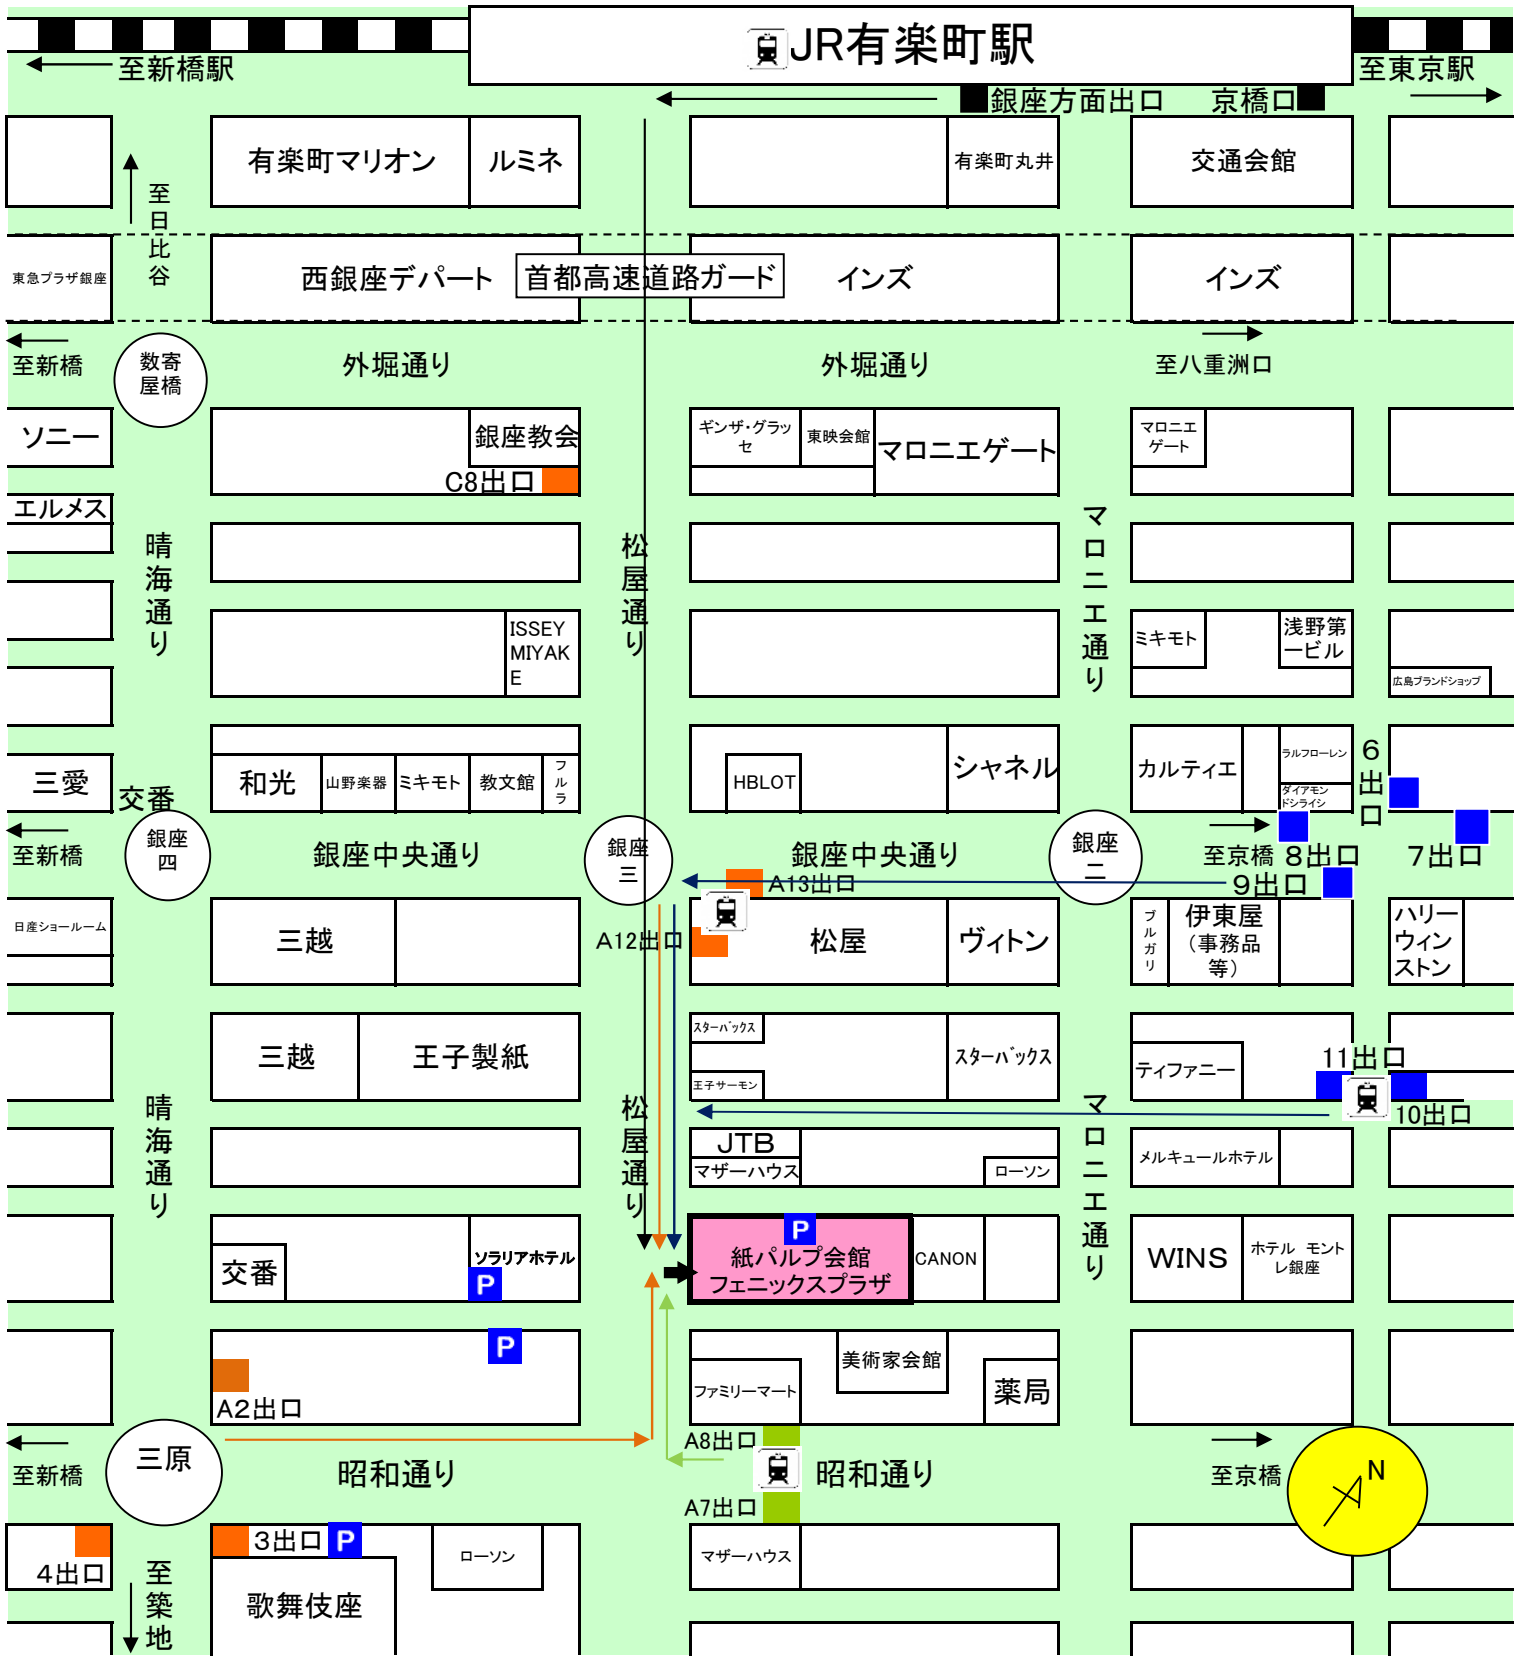 JR有楽町駅
至新橋駅
至東京駅
銀座方面出口
京橋口
有楽町マリオン
ルミネ
有楽町丸井
交通会館
至日比谷
東急プラザ銀座
西銀座デパート
首都高速道路ガード
インズ
インズ
至新橋
数寄
屋橋
外堀通り
外堀通り
至八重洲口
ソニー
銀座教会
C8出口
ギンザ・グラッ
セ
東映会館
マロニエゲート
マロニエ
ゲート
エルメス
晴海通り
松屋通り
マロニエ通り
ISSEY
MIYAK
E
ミキモト
浅野第
一ビル
広島ブランドショップ
三愛
交番
和光
山野楽器
ミキモト
教文館
フルラ
HBLOT
シャネル
カルティエ
ラルフローレン
ダイアモン
ドシライシ
6出口
至新橋
銀座
四
銀座中央通り
銀座
三
銀座中央通り
銀座
二
至京橋
8出口
7出口
A13出口
9出口
日産ショールーム
三越
A12出口
松屋
ヴィトン
ブルガリ
伊東屋
（事務品
等）
ハリー
ウィン
ストン
三越
王子製紙
スターバックス
王子サーモン
スターバックス
ティファニー
11出口
10出口
晴海通り
松屋通り
マロニエ通り
JTB
マザーハウス
ローソン
メルキュールホテル
交番
ソラリアホテル
P
P
紙パルプ会館
フェニックスプラザ
CANON
WINS
ホテル モント
レ銀座
P
A2出口
ファミリーマート
美術家会館
薬局
至新橋
三原
昭和通り
A8出口
昭和通り
A7出口
至京橋
N
4出口
至築地
3出口
P
歌舞伎座
ローソン
マザーハウス